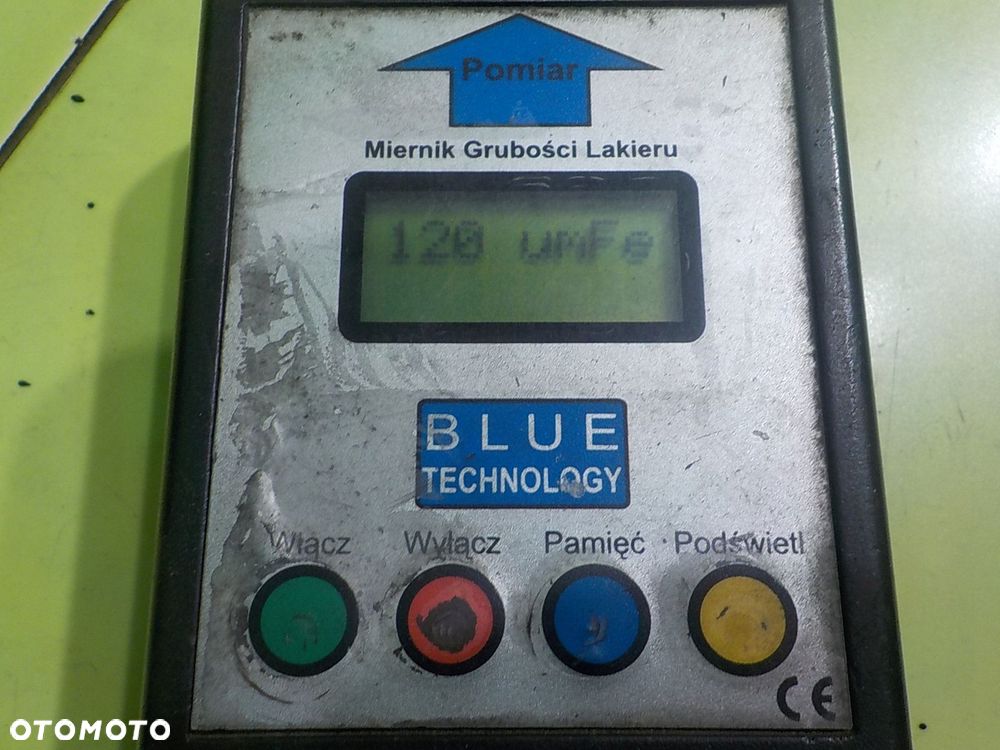 Pomiar
Miernik Grubości Lakieru
120 umFe
BLUE
TECHNOLOGY
Włącz Wyłącz Pamięć Podświetl
CE
OTOMOTO